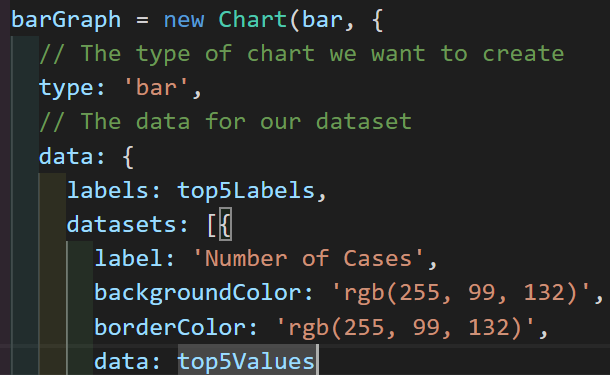 barGraph = new Chart(bar, {
// The type of chart we want to create
type: 'bar',
// The data for our dataset
data: {
labels: top5Labels,
datasets: [{
label: 'Number of Cases',
backgroundColor: 'rgb(255, 99, 132)',
borderColor: 'rgb(255, 99, 132)',
data: top5Values